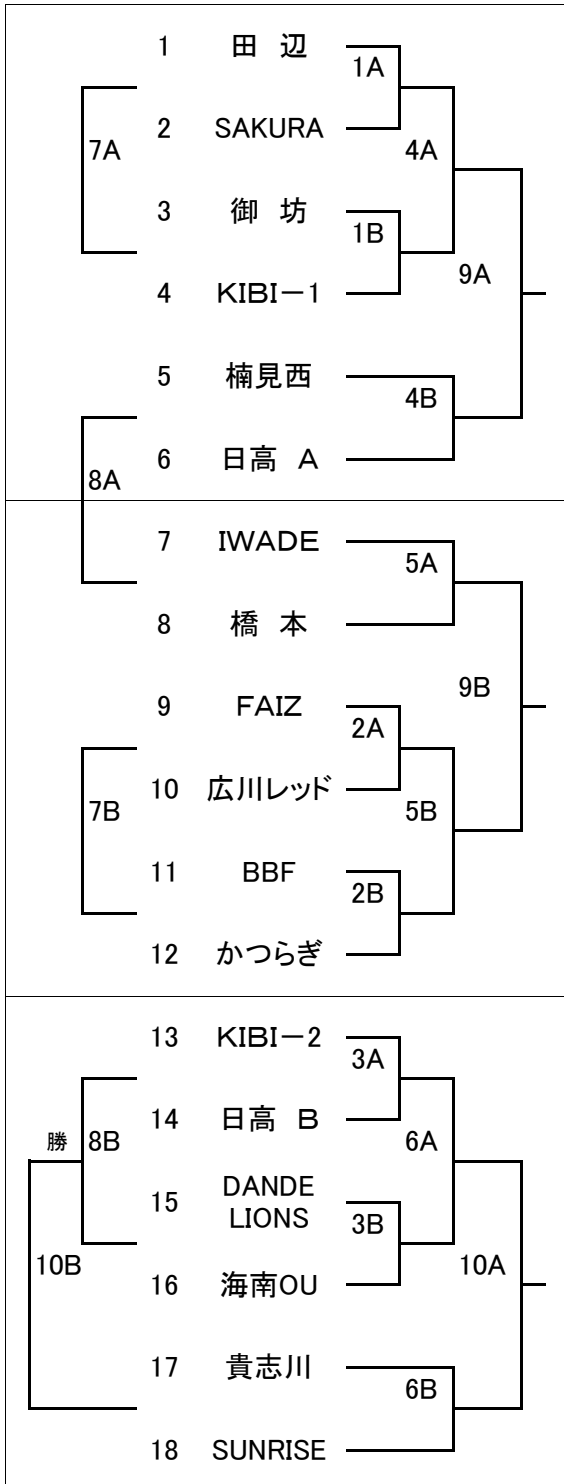 1 田 辺
1A
2 SAKURA
7A
4A
3 御 坊
1B
4 KIBI－1
9A
5 楠見西
4B
6 日高 A
8A
7 IWADE
5A
8 橋 本
9 FAIZ
9B
2A
10 広川レッド
7B
5B
11 BBF
2B
12 かつらぎ
13 KIBI－2
3A
14 日高 B
勝 8B
6A
15 DANDE
LIONS
3B
10B
16 海南OU
10A
17 貴志川
6B
18 SUNRISE